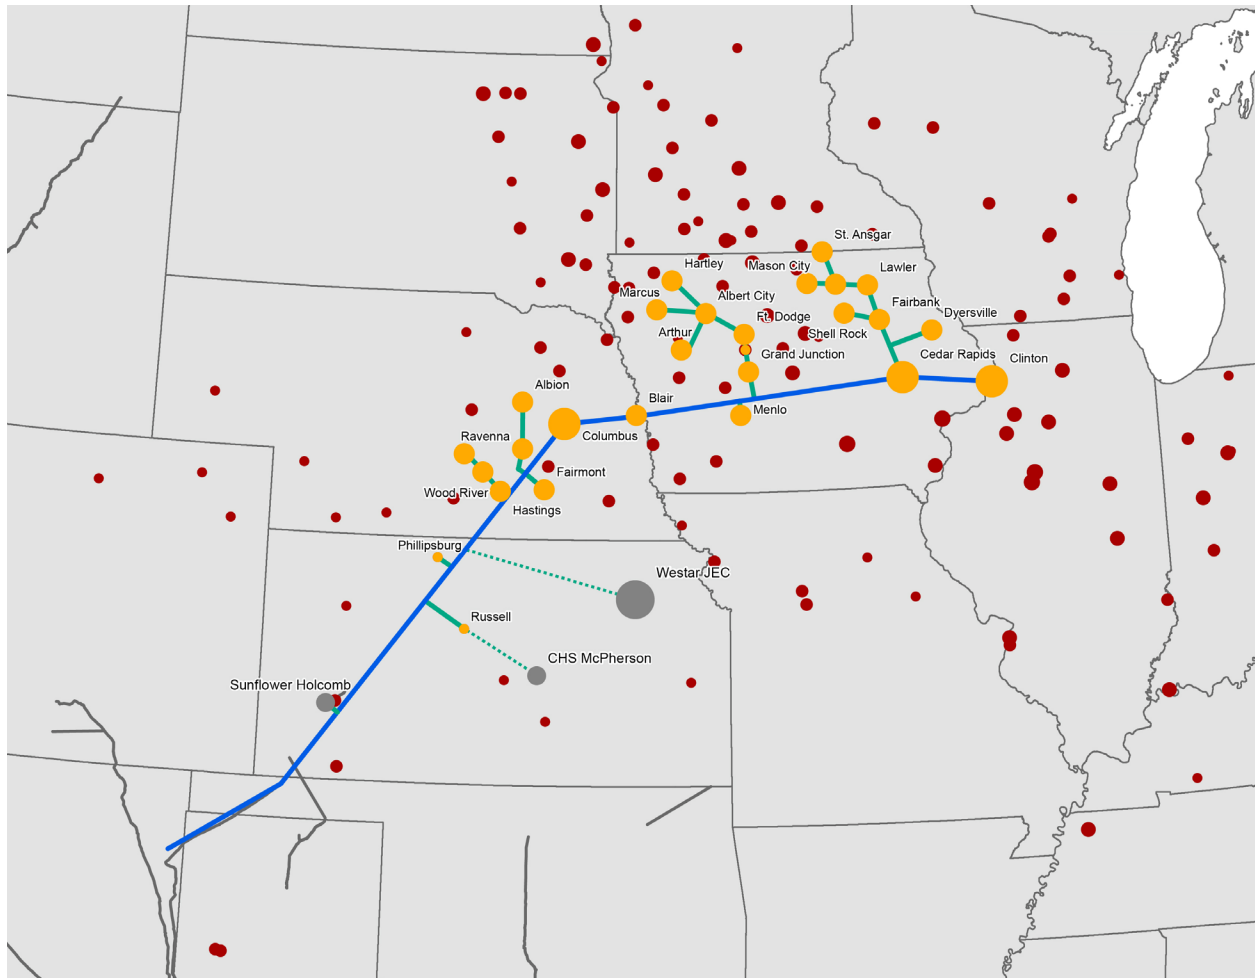 St. Ansgar
Hartley
Mason City
Lawler
Marcus
Albert City
Fairbank
Dyersville
Ft. Dodge
Arthur
Shell Rock
Grand Junction
Cedar Rapids
Clinton
Albion
Blair
Menlo
Ravenna
Columbus
Fairmont
Wood River
Hastings
Phillipsburg
Westar JEC
Russell
CHS McPherson
Sunflower Holcomb